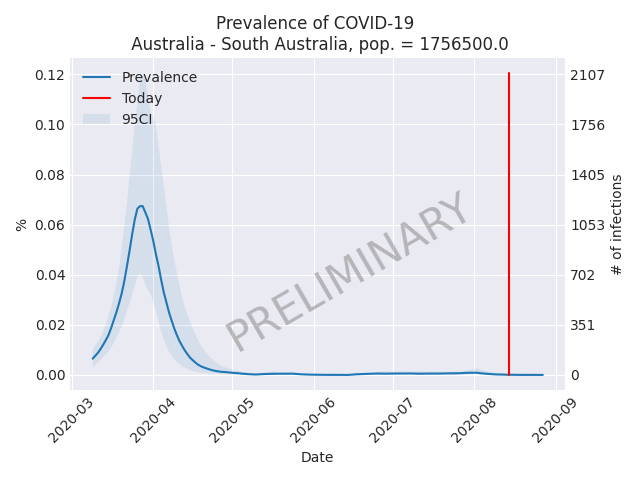 Prevalence of COVID-19
Australia - South Australia, pop. = 1756500.0
Prevalence
Today
95CI
0.12
0.10
0.08
0.06
0.04
0.02
0.00
%
2107
1756
1405
1053
702
351
0
# of infections
PRELIMINARY
2020-03
2020-04
2020-05
2020-06
2020-07
2020-08
2020-09
Date